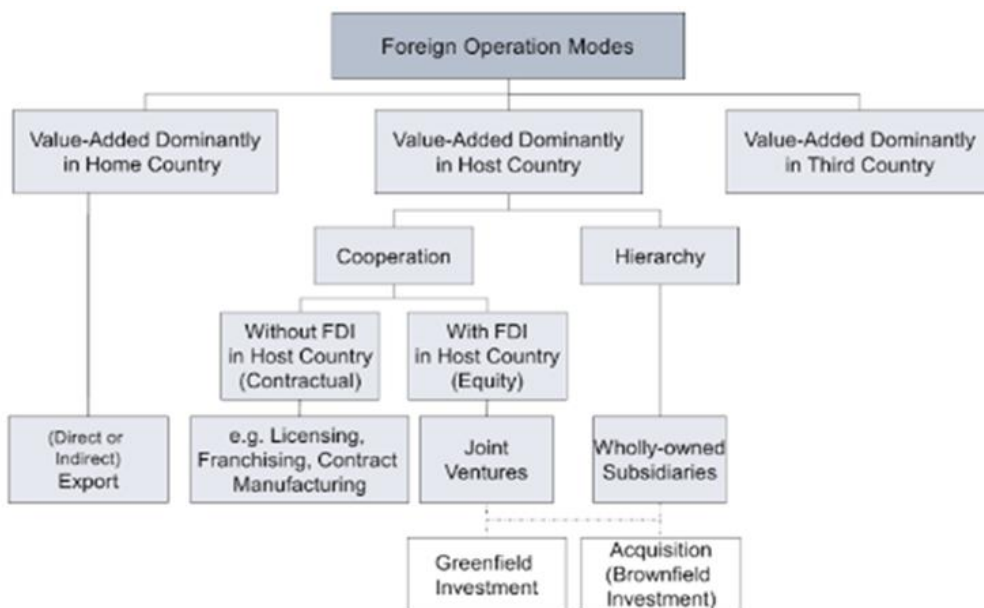 Foreign Operation Modes
Value-Added Dominantly
in Home Country
Value-Added Dominantly
in Host Country
Value-Added Dominantly
in Third Country
Cooperation
Hierarchy
Without FDI
in Host Country
(Contractual)
With FDI
in Host Country
(Equity)
(Direct or
Indirect)
Export
e.g. Licensing,
Franchising, Contract
Manufacturing
Joint
Ventures
Wholly-owned
Subsidiaries
Greenfield
Investment
Acquisition
(Brownfield
Investment)